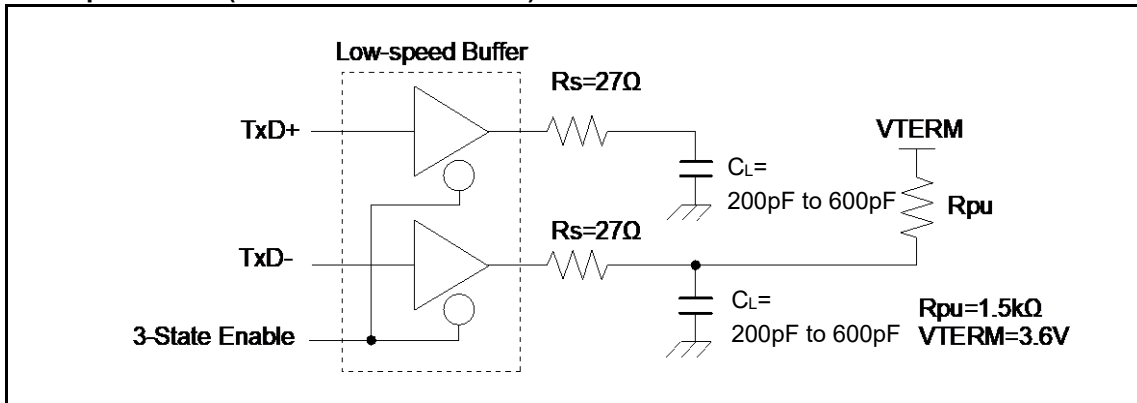 Low-speed Buffer
Rs=27Ω
TxD+
VTERM
CL=
200pF to 600pF
Rpu
Rs=27Ω
TxD-
CL=
200pF to 600pF
Rpu=1.5kΩ
VTERM=3.6V
3-State Enable